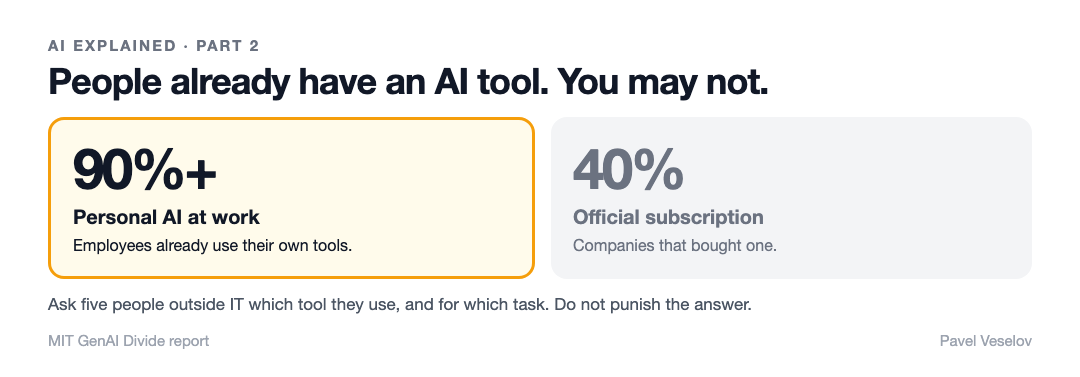 AI EXPLAINED · PART 2
People already have an AI tool. You may not.
90%+
Personal AI at work
Employees already use their own tools.
40%
Official subscription
Companies that bought one.
Ask five people outside IT which tool they use, and for which task. Do not punish the answer.
MIT GenAI Divide report
Pavel Veselov